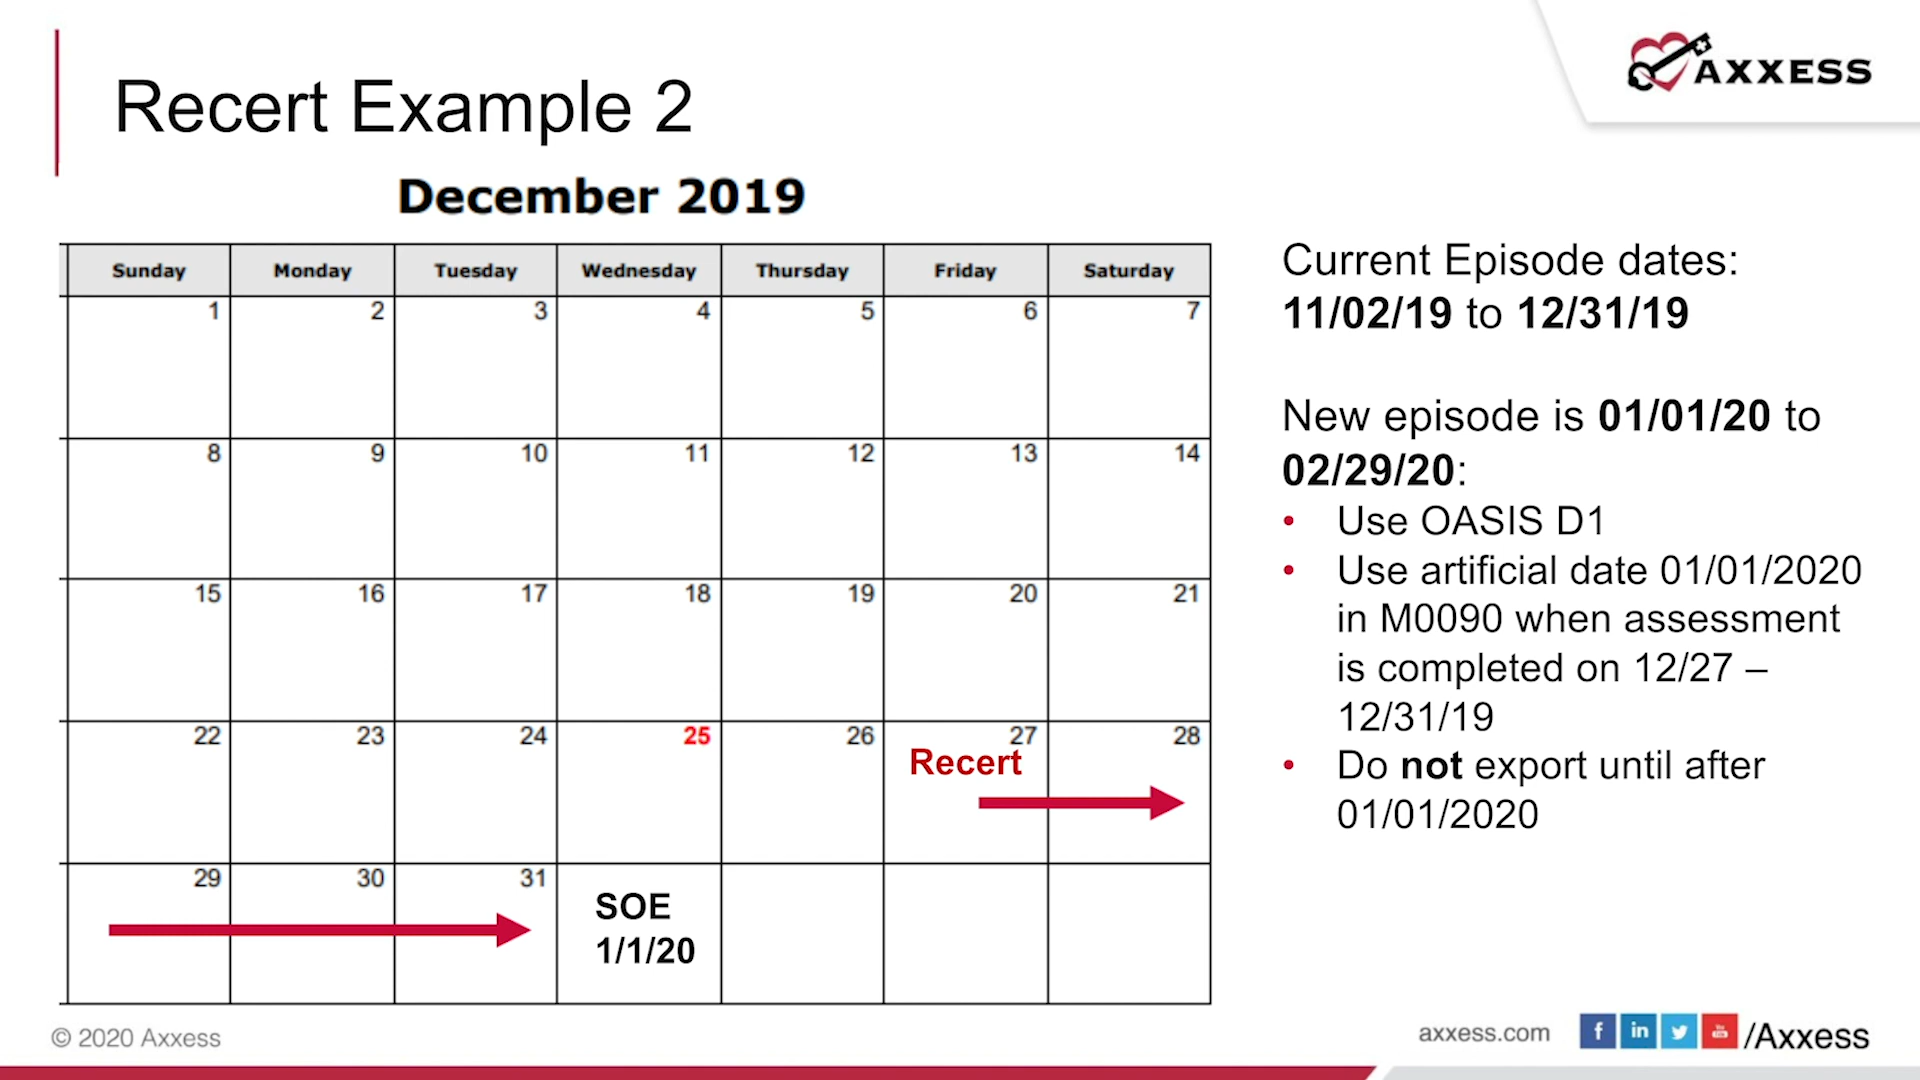 AXXESS
Recert Example 2
December 2019
Sunday Monday Tuesday Wednesday Thursday Friday Saturday
1 2 3 4 5 6 7
8 9 10 11 12 13 14
15 16 17 18 19 20 21
22 23 24 25 26 27 28
Recert
29 30 31
SOE
1/1/20
Current Episode dates:
11/02/19 to 12/31/19
New episode is 01/01/20 to
02/29/20:
• Use OASIS D1
• Use artificial date 01/01/2020
in M0090 when assessment
is completed on 12/27 –
12/31/19
• Do not export until after
01/01/2020
© 2020 Axxess
axxess.com f in You /Axxess